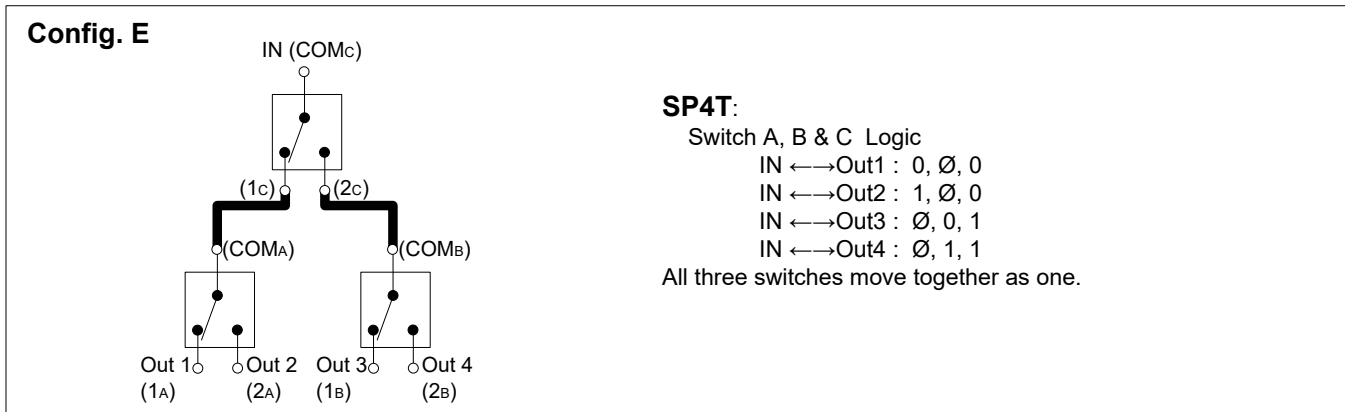 Config. E
IN (COMC)
(1C) (2C)
(COMA) (COMB)
Out 1 Out 2 Out 3 Out 4
(1A) (2A) (1B) (2B)
SP4T:
Switch A, B & C Logic
IN ←→Out1 : 0, Ø, 0
IN ←→Out2 : 1, Ø, 0
IN ←→Out3 : Ø, 0, 1
IN ←→Out4 : Ø, 1, 1
All three switches move together as one.